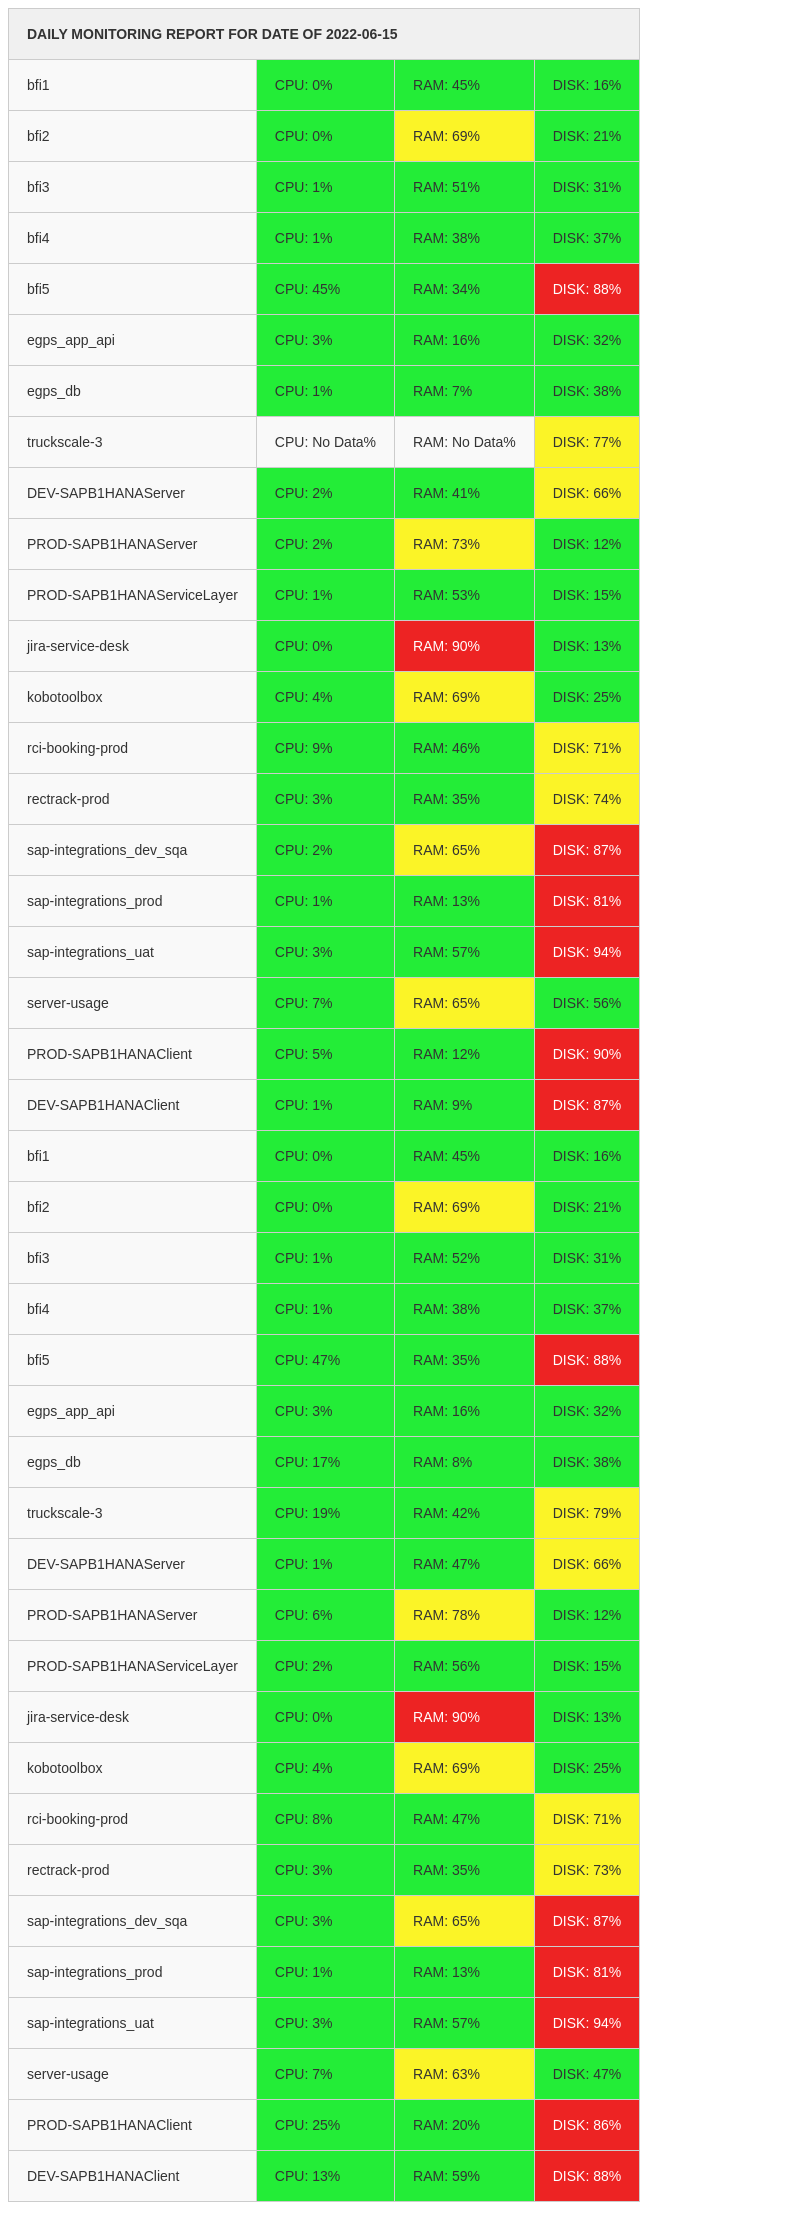 DAILY MONITORING REPORT FOR DATE OF 2022-06-15
bfi1 CPU: 0% RAM: 45% DISK: 16%
bfi2 CPU: 0% RAM: 69% DISK: 21%
bfi3 CPU: 1% RAM: 51% DISK: 31%
bfi4 CPU: 1% RAM: 38% DISK: 37%
bfi5 CPU: 45% RAM: 34% DISK: 88%
egps_app_api CPU: 3% RAM: 16% DISK: 32%
egps_db CPU: 1% RAM: 7% DISK: 38%
truckscale-3 CPU: No Data% RAM: No Data% DISK: 77%
DEV-SAPB1HANAServer CPU: 2% RAM: 41% DISK: 66%
PROD-SAPB1HANAServer CPU: 2% RAM: 73% DISK: 12%
PROD-SAPB1HANAServiceLayer CPU: 1% RAM: 53% DISK: 15%
jira-service-desk CPU: 0% RAM: 90% DISK: 13%
kobotoolbox CPU: 4% RAM: 69% DISK: 25%
rci-booking-prod CPU: 9% RAM: 46% DISK: 71%
rectrack-prod CPU: 3% RAM: 35% DISK: 74%
sap-integrations_dev_sqa CPU: 2% RAM: 65% DISK: 87%
sap-integrations_prod CPU: 1% RAM: 13% DISK: 81%
sap-integrations_uat CPU: 3% RAM: 57% DISK: 94%
server-usage CPU: 7% RAM: 65% DISK: 56%
PROD-SAPB1HANAClient CPU: 5% RAM: 12% DISK: 90%
DEV-SAPB1HANAClient CPU: 1% RAM: 9% DISK: 87%
bfi1 CPU: 0% RAM: 45% DISK: 16%
bfi2 CPU: 0% RAM: 69% DISK: 21%
bfi3 CPU: 1% RAM: 52% DISK: 31%
bfi4 CPU: 1% RAM: 38% DISK: 37%
bfi5 CPU: 47% RAM: 35% DISK: 88%
egps_app_api CPU: 3% RAM: 16% DISK: 32%
egps_db CPU: 17% RAM: 8% DISK: 38%
truckscale-3 CPU: 19% RAM: 42% DISK: 79%
DEV-SAPB1HANAServer CPU: 1% RAM: 47% DISK: 66%
PROD-SAPB1HANAServer CPU: 6% RAM: 78% DISK: 12%
PROD-SAPB1HANAServiceLayer CPU: 2% RAM: 56% DISK: 15%
jira-service-desk CPU: 0% RAM: 90% DISK: 13%
kobotoolbox CPU: 4% RAM: 69% DISK: 25%
rci-booking-prod CPU: 8% RAM: 47% DISK: 71%
rectrack-prod CPU: 3% RAM: 35% DISK: 73%
sap-integrations_dev_sqa CPU: 3% RAM: 65% DISK: 87%
sap-integrations_prod CPU: 1% RAM: 13% DISK: 81%
sap-integrations_uat CPU: 3% RAM: 57% DISK: 94%
server-usage CPU: 7% RAM: 63% DISK: 47%
PROD-SAPB1HANAClient CPU: 25% RAM: 20% DISK: 86%
DEV-SAPB1HANAClient CPU: 13% RAM: 59% DISK: 88%